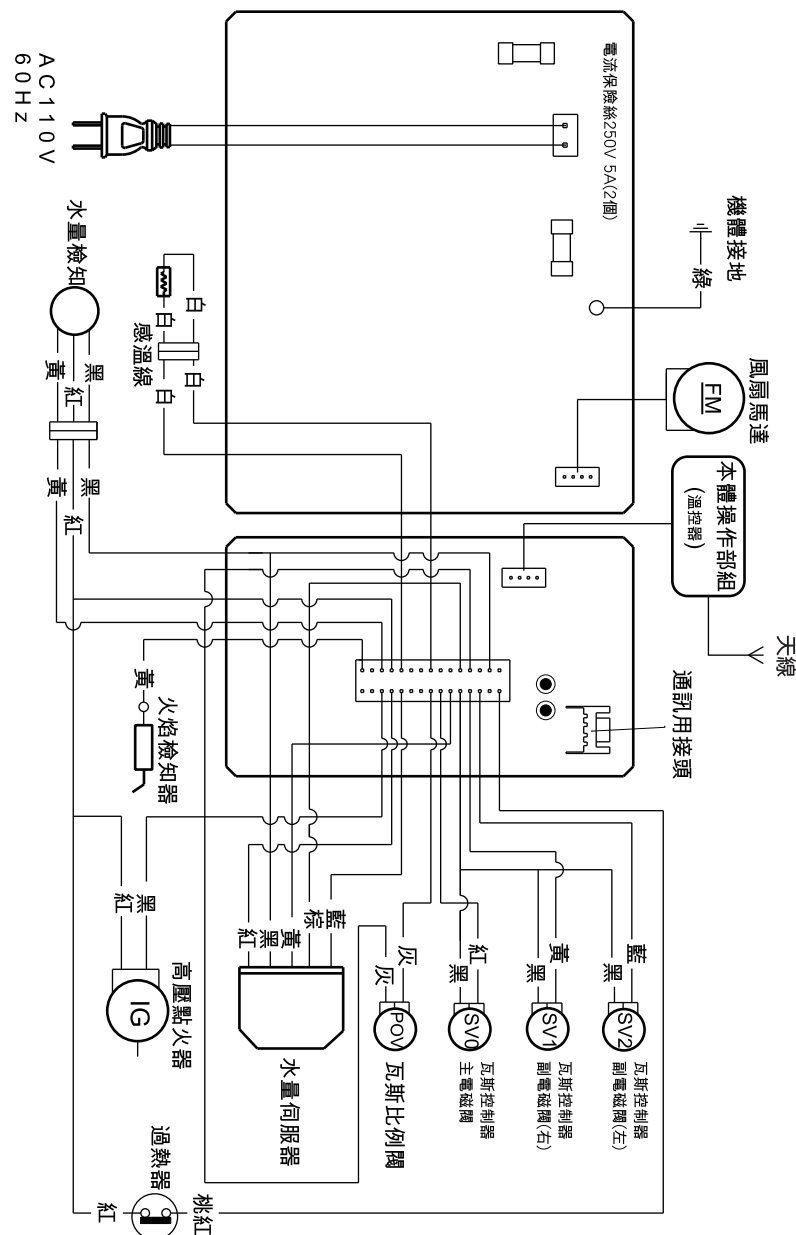 AC110V
60Hz
電流保險絲250V 5A(2個)
機體接地
綠
水量檢知
白
白
感溫線
白
白
風扇馬達
FM
黑
紅
黃
黑
紅
黃
本體操作部組
(溫控器)
天線
通訊用接頭
黃
火焰檢知器
黑
紅
高壓點火器
IG
藍
棕
黃
黑
紅
水量伺服器
灰
灰
POV
瓦斯比例閥
紅
黑
SV0
瓦斯控制器
主電磁閥
黃
黑
SV1
瓦斯控制器
副電磁閥(右)
藍
黑
SV2
瓦斯控制器
副電磁閥(左)
過熱器
桃紅
紅